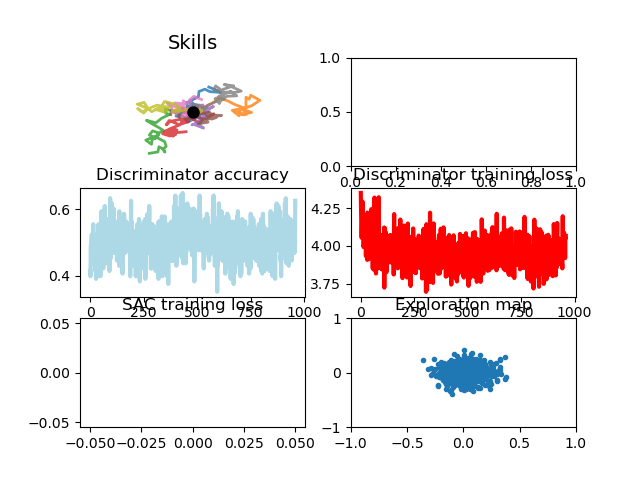 Skills
1.0
0.5
0.0
0.0 0.2 0.4 0.6 0.8 1.0
Discriminator accuracy
0.6
0.4
0 250 500 750 1000
Discriminator training loss
4.25
4.00
3.75
0 250 500 750 1000
SAC training loss
0.05
0.00
−0.05
−0.050 −0.025 0.000 0.025 0.050
Exploration map
1
0
−1
−1.0 −0.5 0.0 0.5 1.0